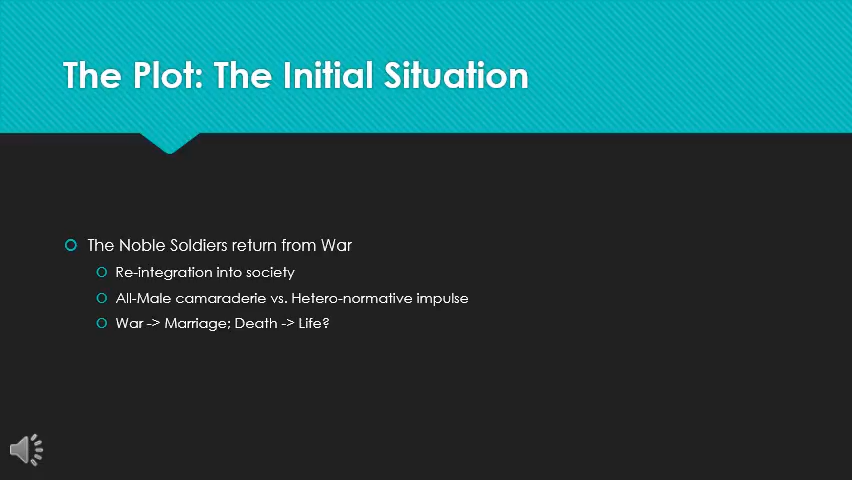 The Plot: The Initial Situation
The Noble Soldiers return from War
Re-integration into society
All-Male camaraderie vs. Hetero-normative impulse
War -> Marriage; Death -> Life?